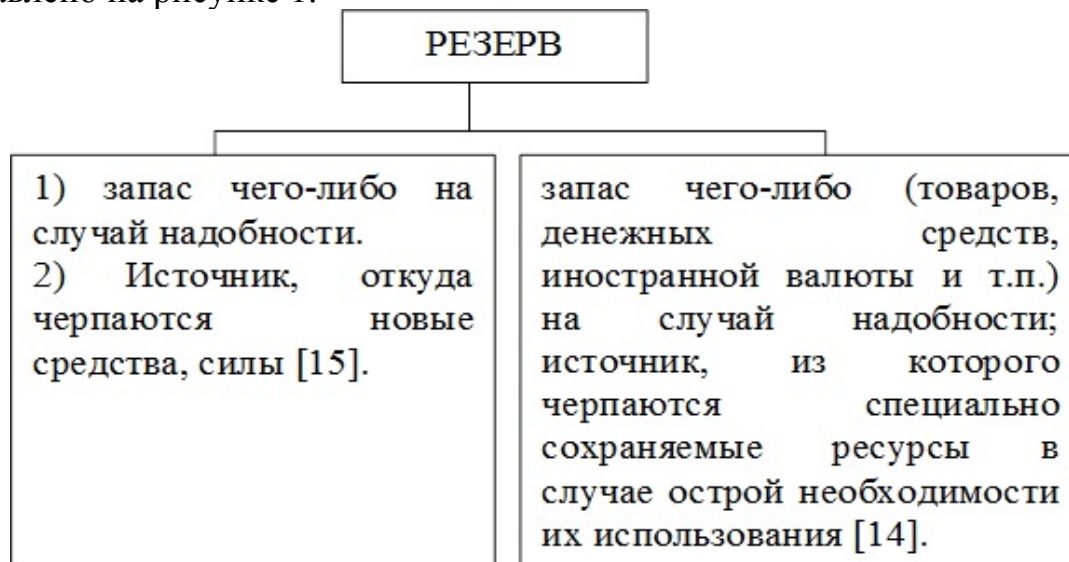 РЕЗЕРВ
1) запас чего-либо на
случай надобности.
2) Источник, откуда
черпаются новые
средства, силы [15].
запас чего-либо (товаров,
денежных средств,
иностранной валюты и т.п.)
на случай надобности;
источник, из которого
черпаются специально
сохраняемые ресурсы в
случае острой необходимости
их использования [14].